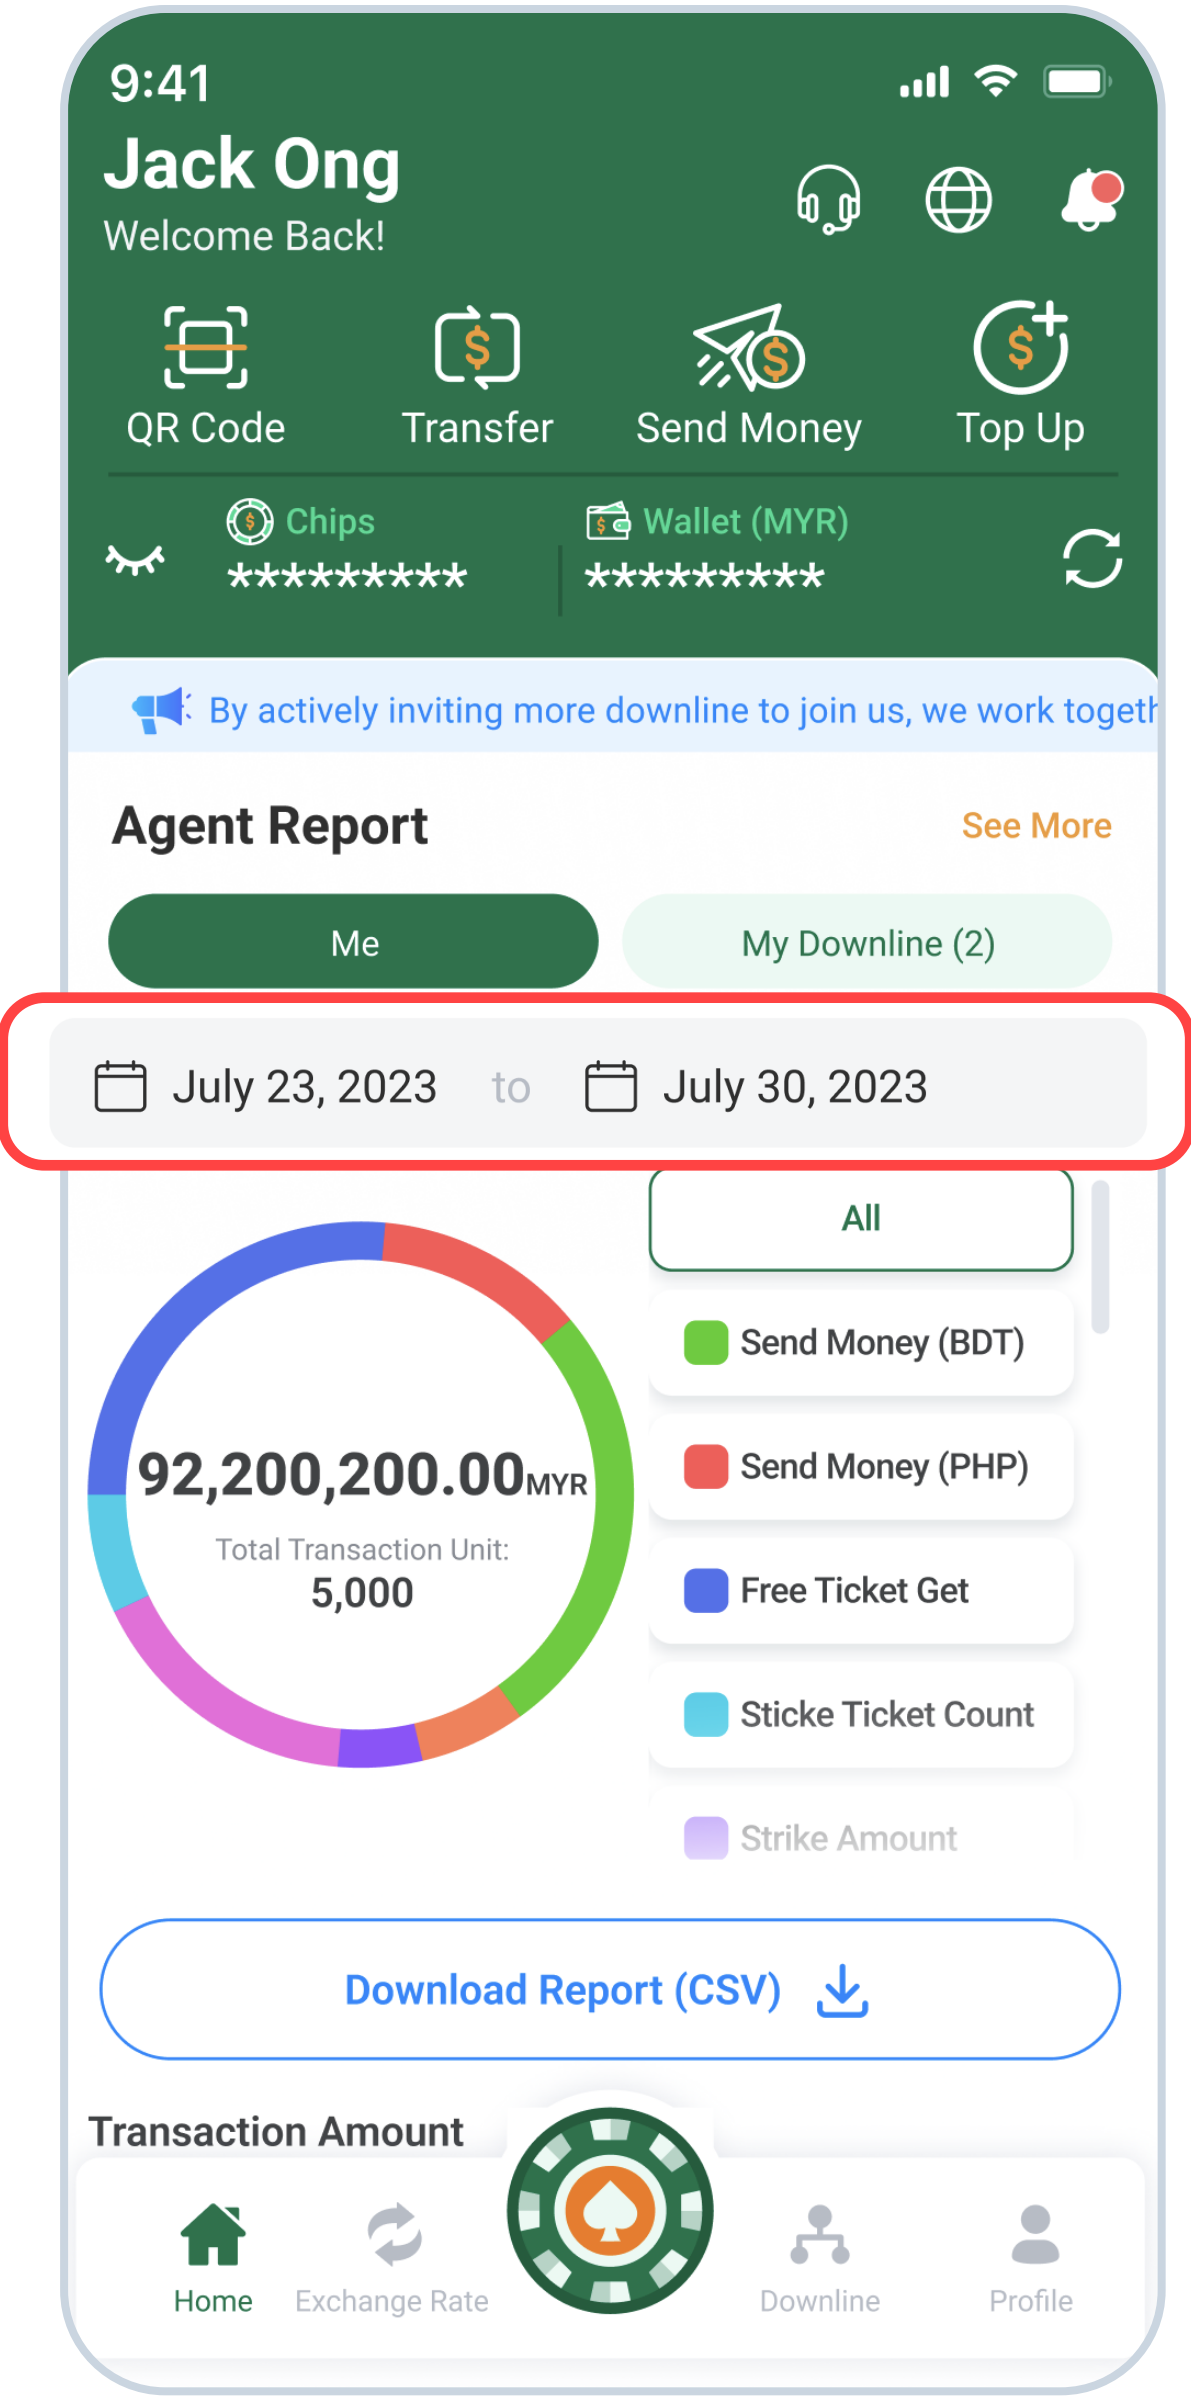 9:41
Jack Ong
Welcome Back!
QR Code
Transfer
Send Money
Top Up
Chips
Wallet (MYR)
*********
*********
By actively inviting more downline to join us, we work togeth
Agent Report
See More
Me
My Downline (2)
July 23, 2023 to July 30, 2023
All
Send Money (BDT)
Send Money (PHP)
Free Ticket Get
Sticke Ticket Count
Strike Amount
92,200,200.00MYR
Total Transaction Unit:
5,000
Download Report (CSV)
Transaction Amount
Home
Exchange Rate
Downline
Profile